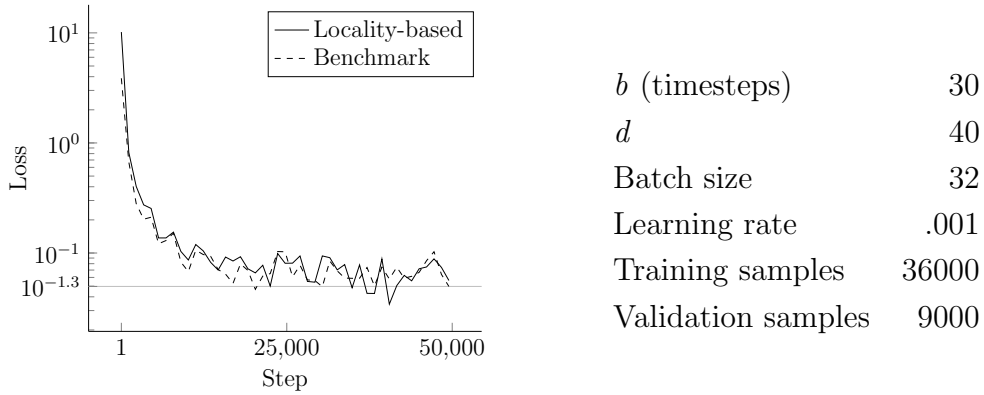 10^1
10^0
10^-1
10^-1.3
Loss
1
25,000
50,000
Step
Locality-based
Benchmark
b (timesteps) 30
d 40
Batch size 32
Learning rate .001
Training samples 36000
Validation samples 9000